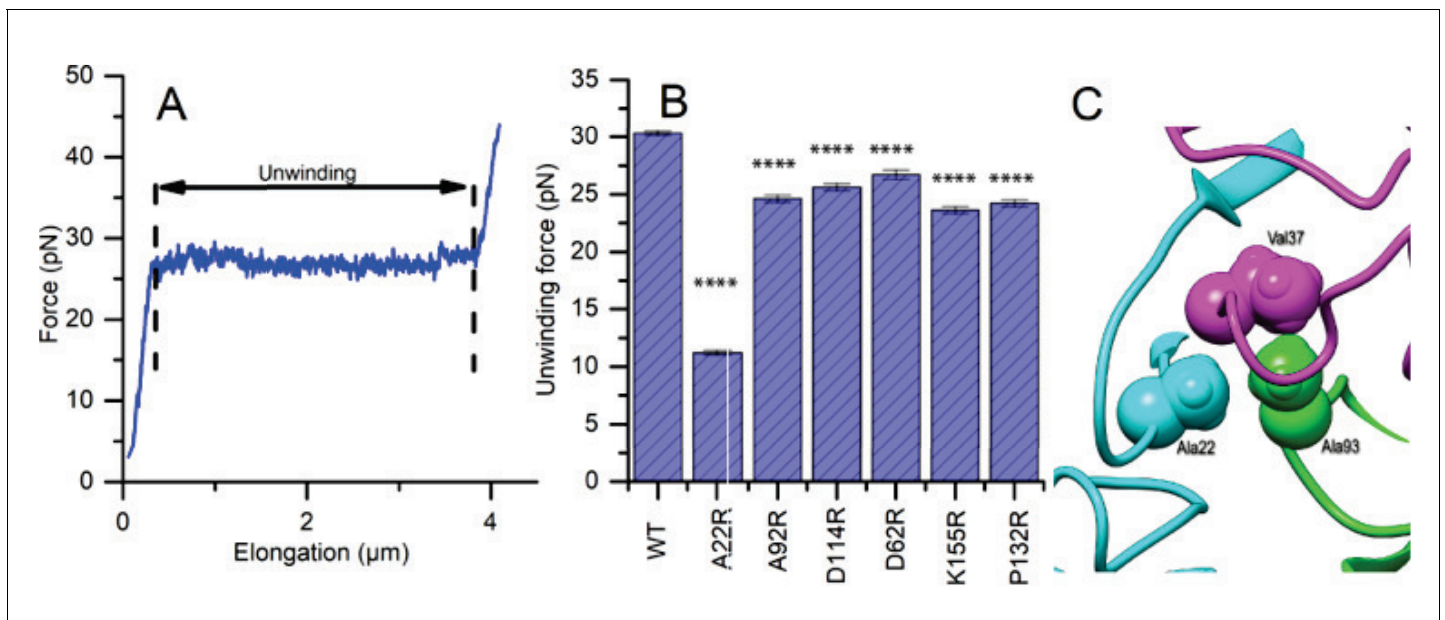 A
50
40
30
20
10
0
Force (pN)
Unwinding
0
2
4
Elongation (µm)
B
35
30
25
20
15
10
5
0
Unwinding force (pN)
****
****
****
****
****
****
WT
A22R
A92R
D114R
D62R
K155R
P132R
C
Val37
Ala22
Ala93